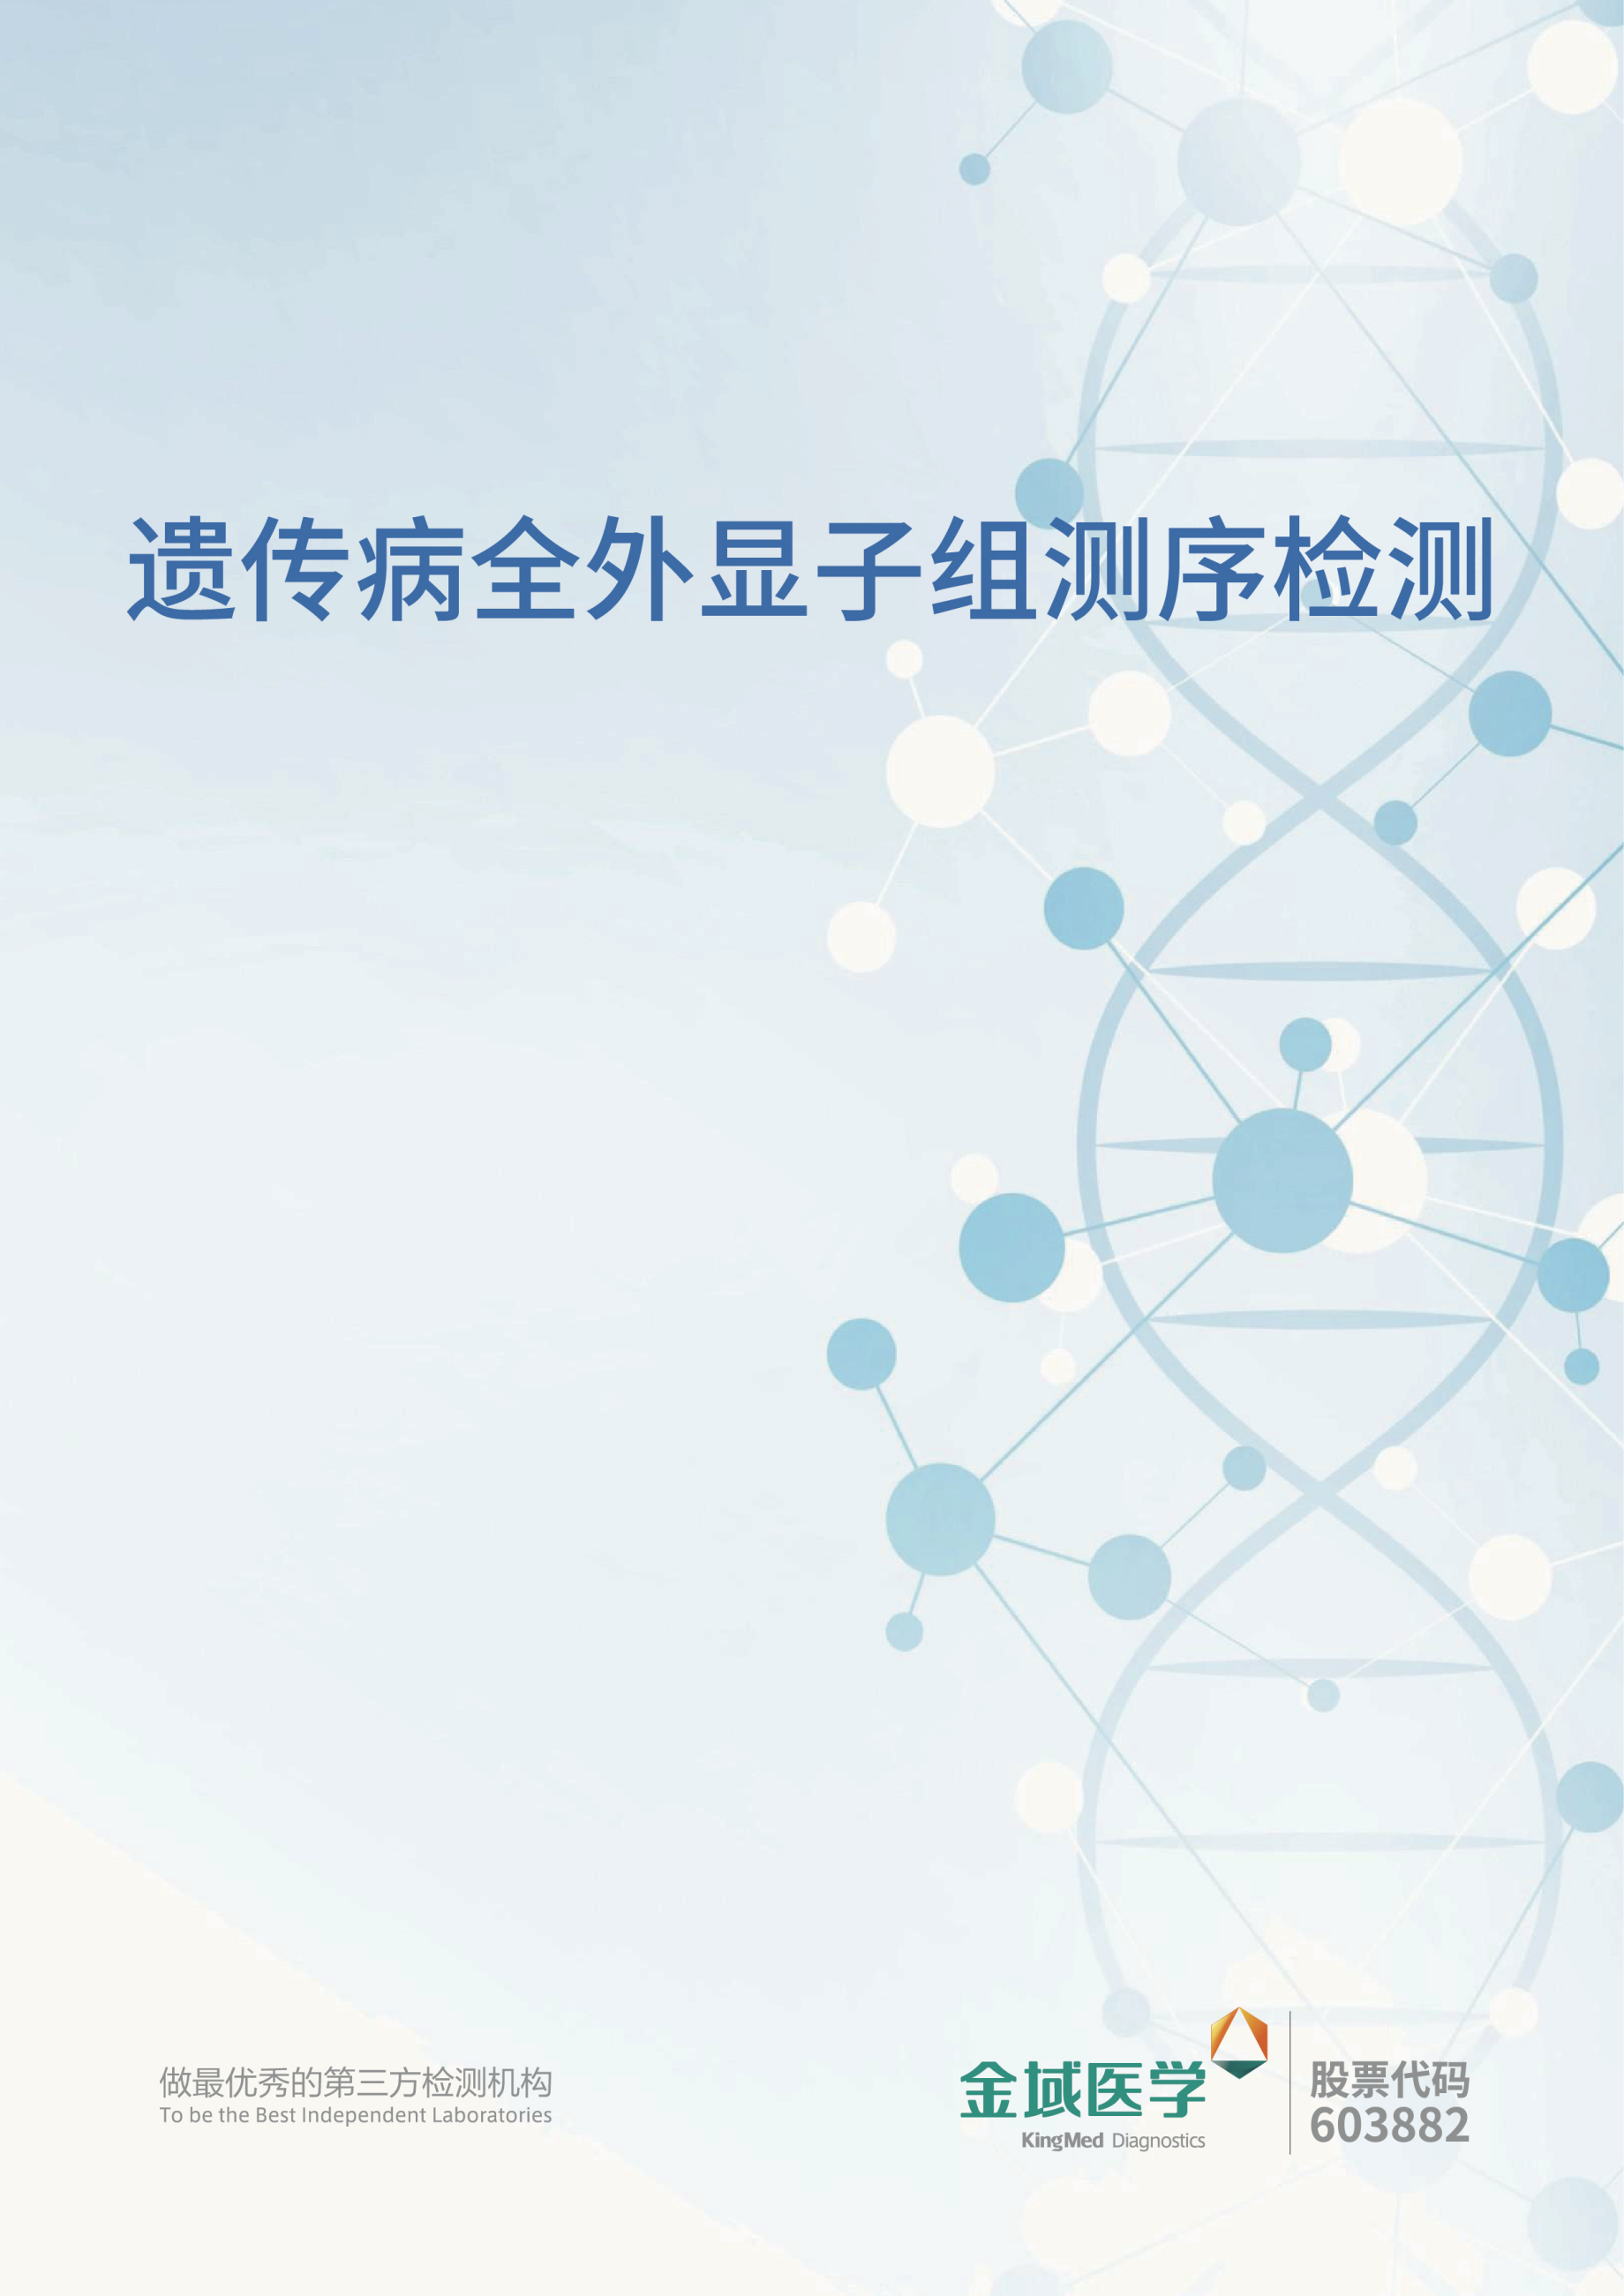 遗传病全外显子组测序检测
做最优秀的第三方检测机构
To be the Best Independent Laboratories
金域医学
KingMed Diagnostics
股票代码
603882